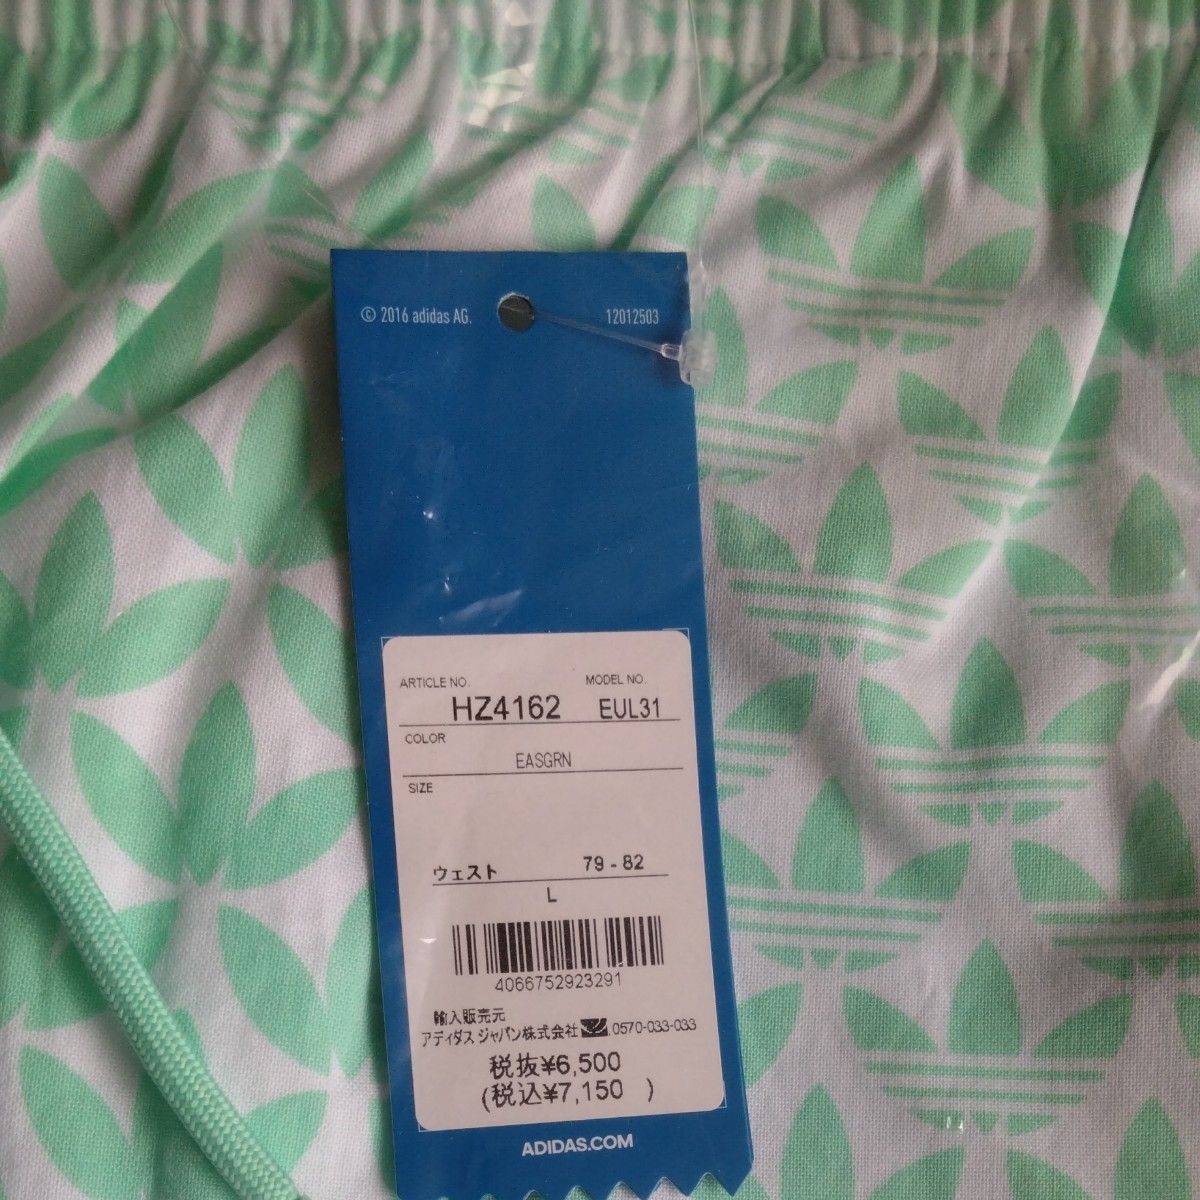 © 2016 adidas AG. 12012503
ARTICLE NO. MODEL NO.
HZ4162 EUL31
COLOR
EASGRN
SIZE
ウェスト 79 - 82
L
4066752923291
輸入販売元
アディダス ジャパン株式会社 0570-033-033
税抜¥6,500
(税込¥7,150 )
ADIDAS.COM